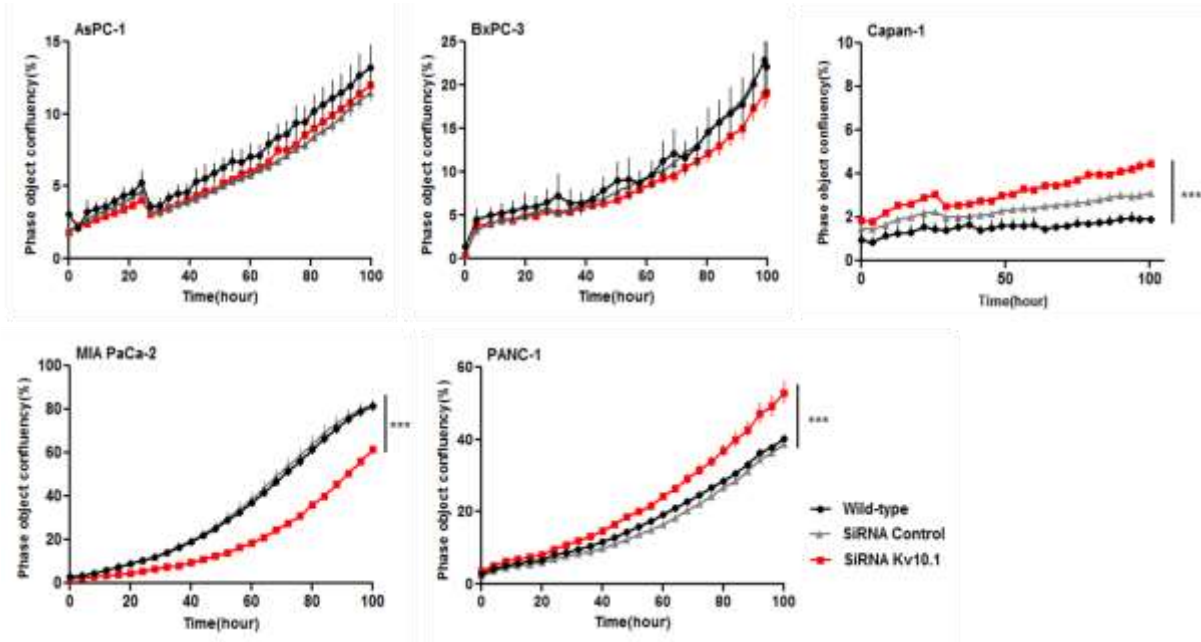 AsPC-1
Phase object confluency(%)
15
10
5
0
0 20 40 60 80 100
Time(hour)
BxPC-3
Phase object confluency(%)
25
20
15
10
5
0
0 20 40 60 80 100
Time(hour)
Capan-1
Phase object confluency(%)
10
8
6
4
2
0
0 50 100
Time(hour)
***
MIA PaCa-2
Phase object confluency(%)
100
80
60
40
20
0
0 20 40 60 80 100
Time(hour)
***
PANC-1
Phase object confluency(%)
60
40
20
0
0 20 40 60 80 100
Time(hour)
***
Wild-type
SiRNA Control
SiRNA Kv10.1